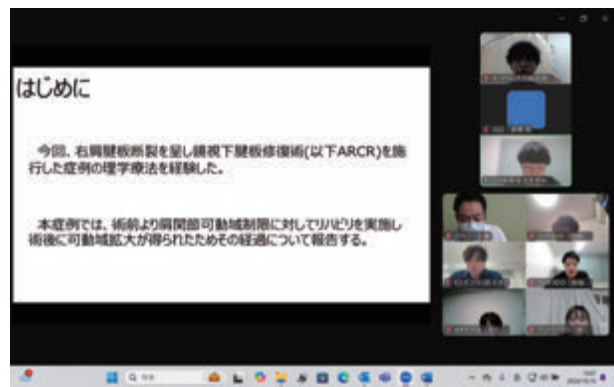 はじめに
今回、右肩腱板断裂を呈し鏡視下腱板修復術(以下ARCR)を施
行した症例の理学療法を経験した。
本症例では、術前より肩関節可動域制限に対してリハビリを実施し
術後に可動域拡大が得られたためその経過について報告する。
検索